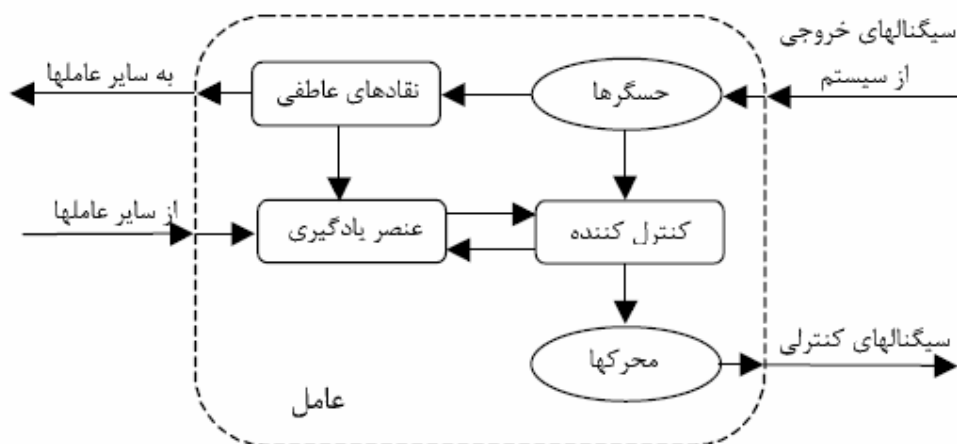 سیگنالهای خروجی
از سیستم
حسگرها
نقادهای عاطفی
به سایر عاملها
از سایر عاملها
عنصر یادگیری
کنترل کننده
محرکها
سیگنالهای کنترلی
عامل